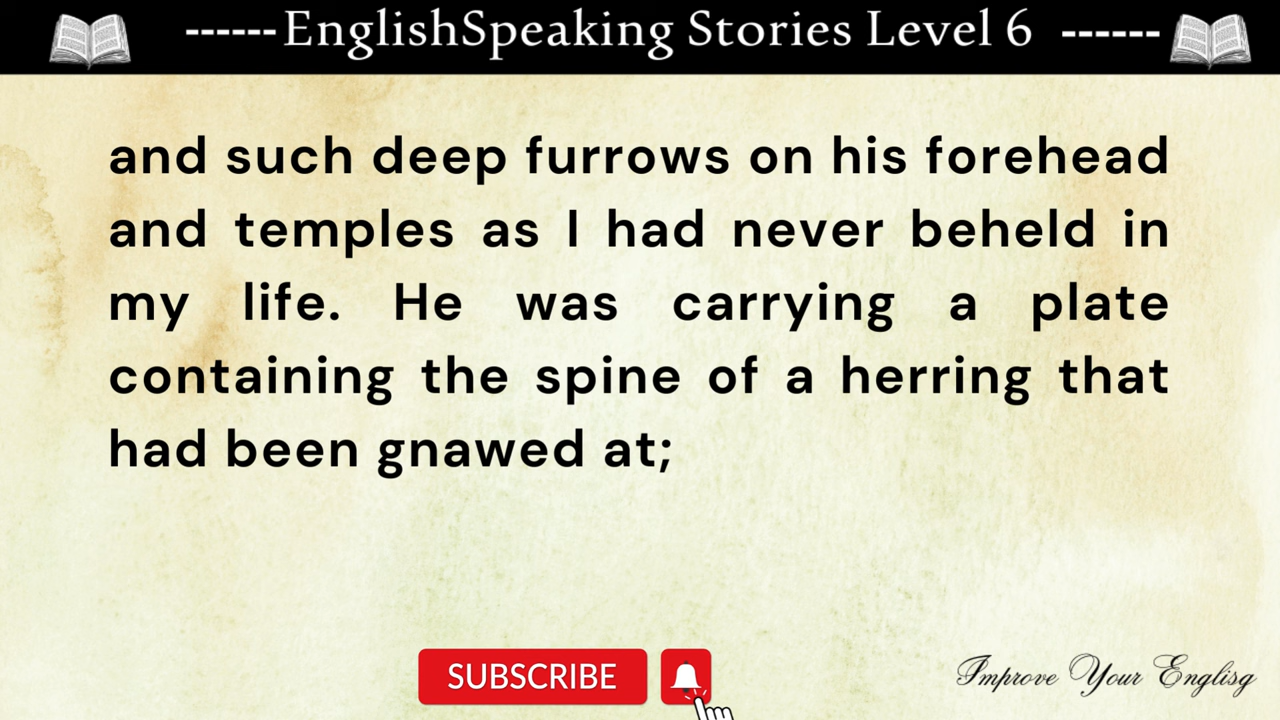 ------EnglishSpeaking Stories Level 6 ------
and such deep furrows on his forehead
and temples as I had never beheld in
my life. He was carrying a plate
containing the spine of a herring that
had been gnawed at;
SUBSCRIBE
Improve Your Englisg